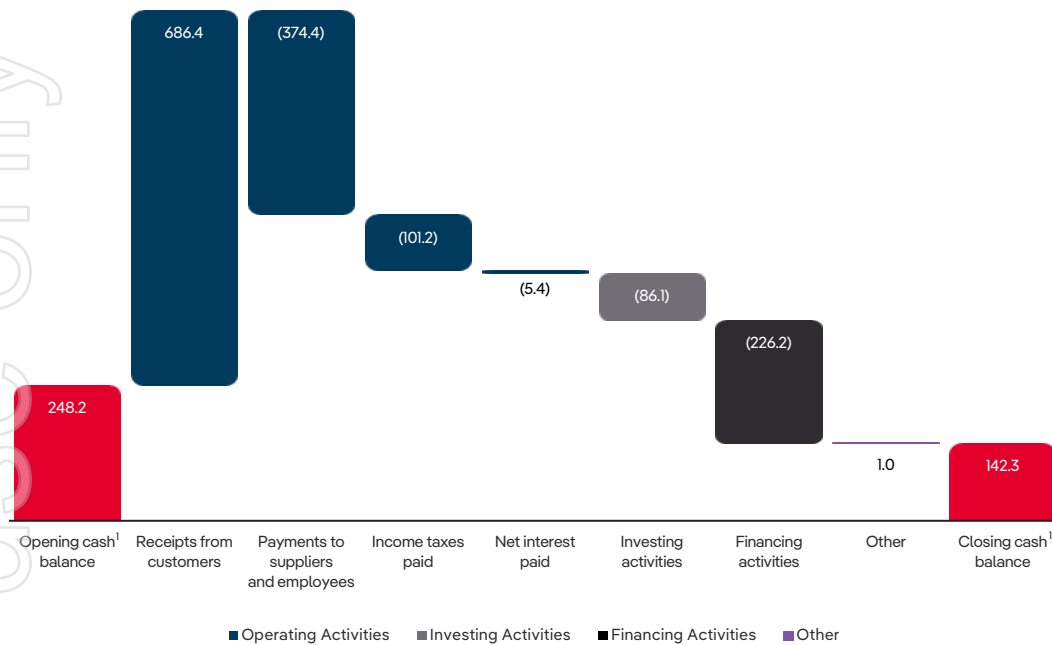 686.4
(374.4)
(101.2)
(5.4)
(86.1)
(226.2)
248.2
1.0
142.3
Opening cash¹ balance
Receipts from customers
Payments to suppliers and employees
Income taxes paid
Net interest paid
Investing activities
Financing activities
Other
Closing cash¹ balance
Operating Activities
Investing Activities
Financing Activities
Other